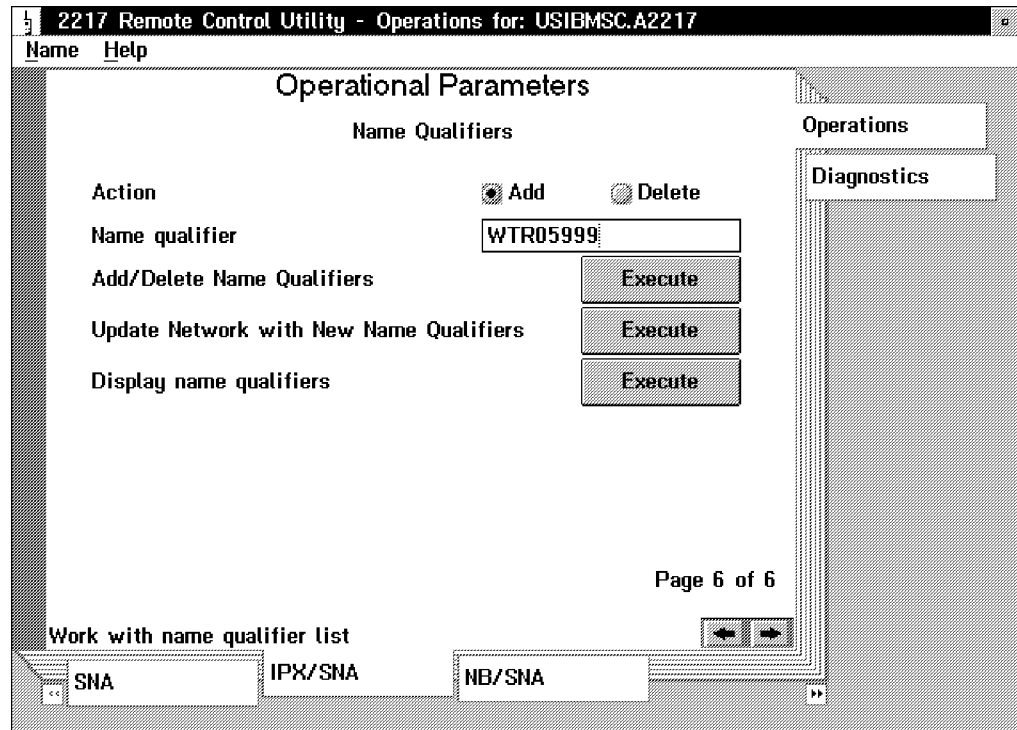 2217 Remote Control Utility - Operations for: USIBMSC.A2217
Name Help
Operational Parameters
Name Qualifiers
Operations
Diagnostics
Action Add Delete
Name qualifier WTR05999
Add/Delete Name Qualifiers Execute
Update Network with New Name Qualifiers Execute
Display name qualifiers Execute
Page 6 of 6
Work with name qualifier list
SNA IPX/SNA NB/SNA